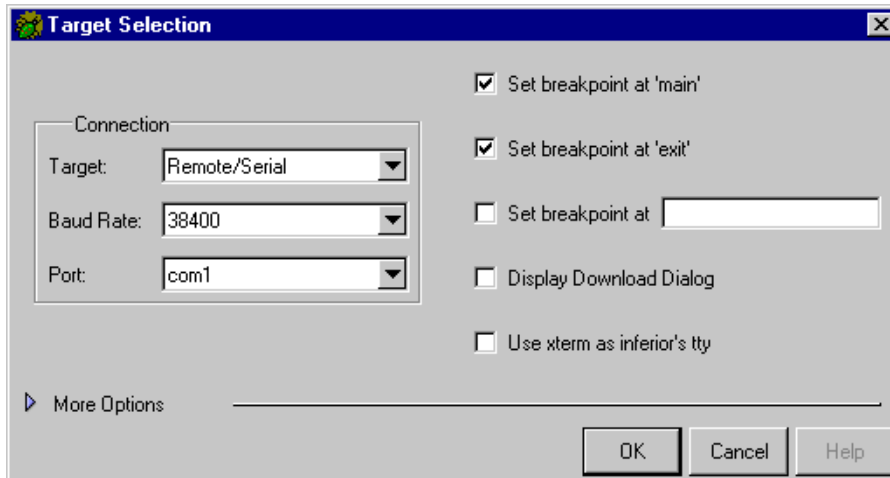 Target Selection
Connection
Target: Remote/Serial
Baud Rate: 38400
Port: com1
Set breakpoint at 'main'
Set breakpoint at 'exit'
Set breakpoint at
Display Download Dialog
Use xterm as inferior's tty
More Options
OK Cancel Help